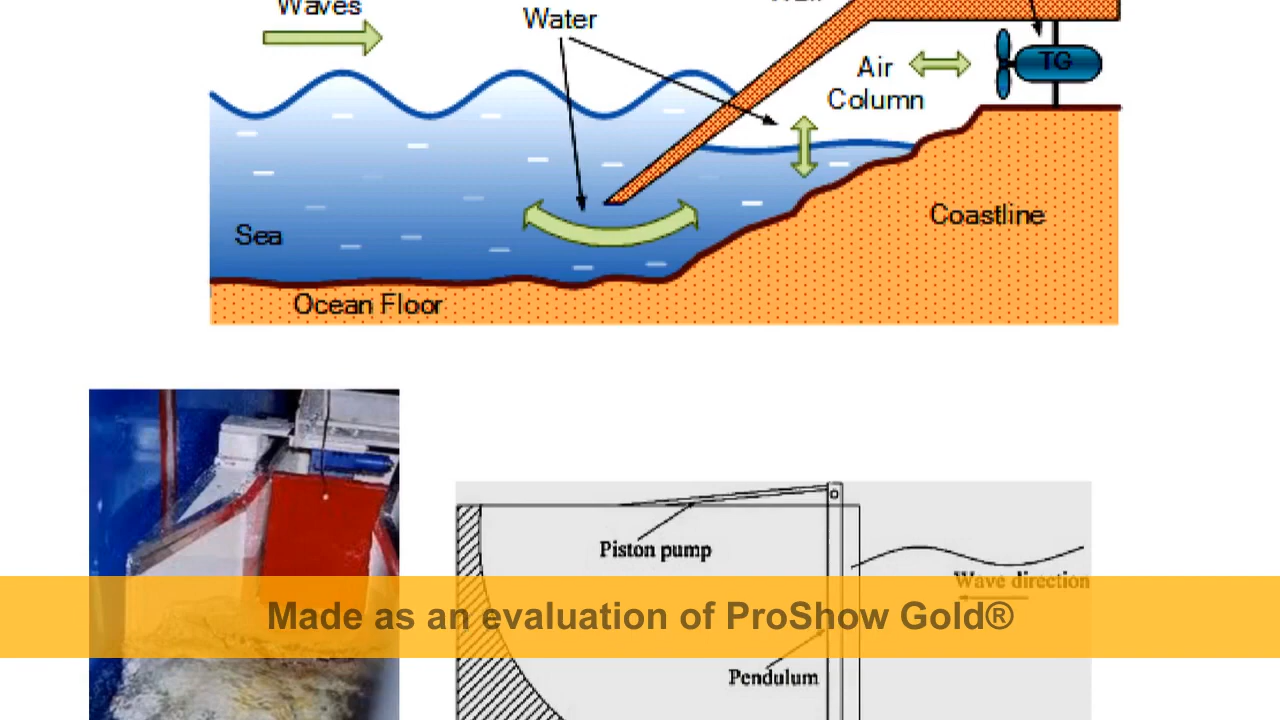 Waves
Water
Wall
Air
Column
TG
Sea
Coastline
Ocean Floor
Piston pump
Wave direction
Made as an evaluation of ProShow Gold®
Pendulum